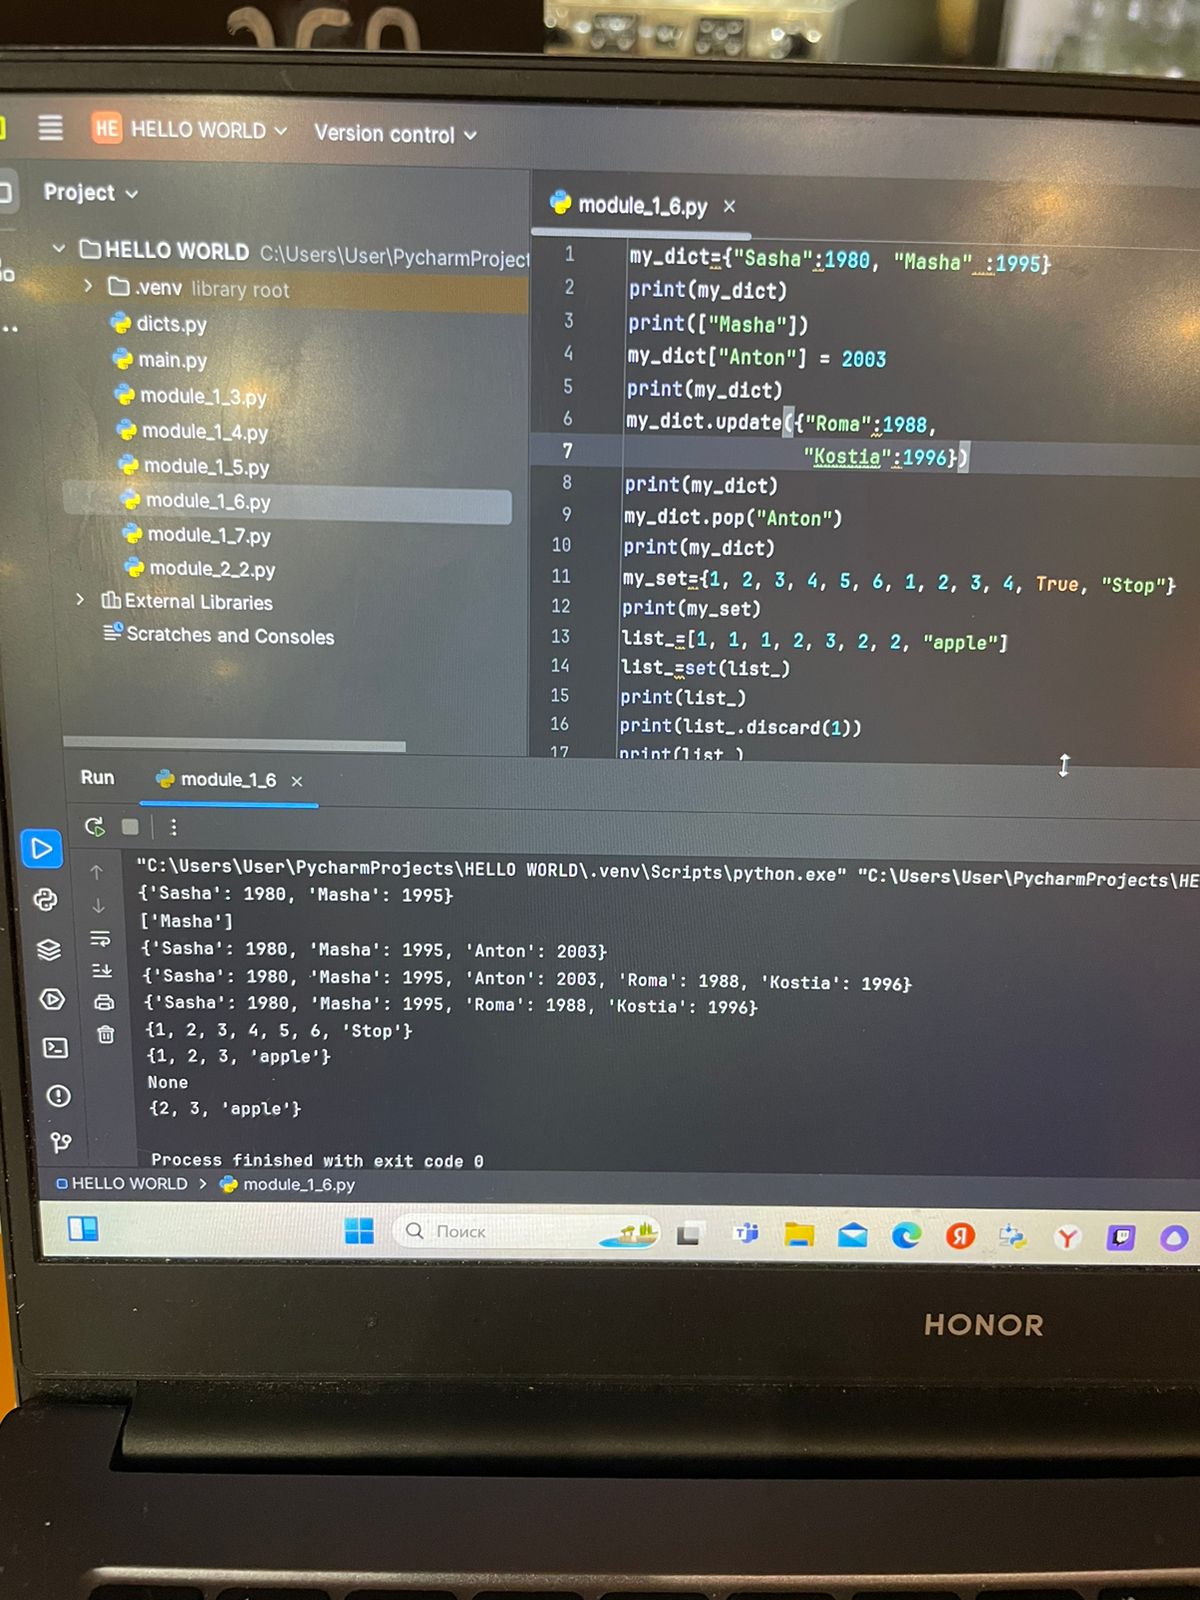 HE HELLO WORLD Version control
Project
HELLO WORLD C:\Users\User\PycharmProject
.venv library root
dicts.py
main.py
module_1_3.py
module_1_4.py
module_1_5.py
module_1_6.py
module_1_7.py
module_2_2.py
External Libraries
Scratches and Consoles
module_1_6.py ×
1 my_dict={"Sasha":1980, "Masha" :1995}
2 print(my_dict)
3 print(["Masha"])
4 my_dict["Anton"] = 2003
5 print(my_dict)
6 my_dict.update({"Roma":1988,
7 "Kostia":1996})
8 print(my_dict)
9 my_dict.pop("Anton")
10 print(my_dict)
11 my_set={1, 2, 3, 4, 5, 6, 1, 2, 3, 4, True, "Stop"}
12 print(my_set)
13 list_=[1, 1, 1, 2, 3, 2, 2, "apple"]
14 list_=set(list_)
15 print(list_)
16 print(list_.discard(1))
17 print(list_)
Run module_1_6 ×
"C:\Users\User\PycharmProjects\HELLO WORLD\.venv\Scripts\python.exe" "C:\Users\User\PycharmProjects\HE
{'Sasha': 1980, 'Masha': 1995}
['Masha']
{'Sasha': 1980, 'Masha': 1995, 'Anton': 2003}
{'Sasha': 1980, 'Masha': 1995, 'Anton': 2003, 'Roma': 1988, 'Kostia': 1996}
{'Sasha': 1980, 'Masha': 1995, 'Roma': 1988, 'Kostia': 1996}
{1, 2, 3, 4, 5, 6, 'Stop'}
{1, 2, 3, 'apple'}
None
{2, 3, 'apple'}
Process finished with exit code 0
HELLO WORLD > module_1_6.py
Поиск
HONOR